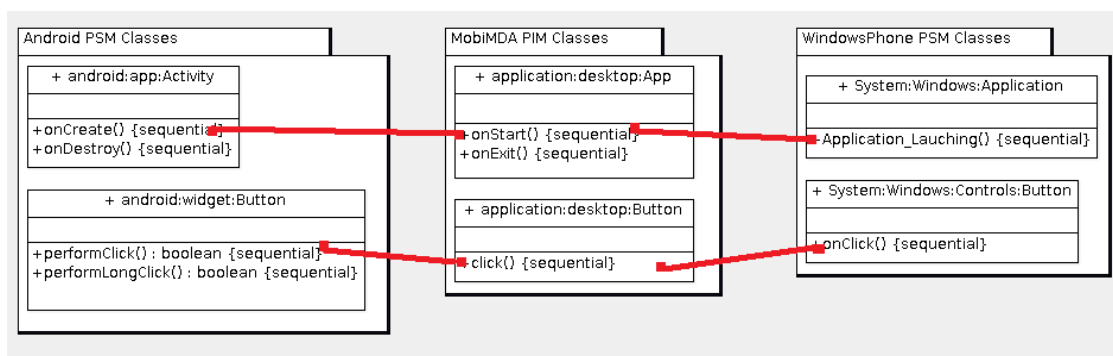 Android PSM Classes
+ android:app:Activity
+onCreate() {sequential}
+onDestroy() {sequential}
+ android:widget:Button
+performClick() : boolean {sequential}
+performLongClick() : boolean {sequential}
MobiMDA PIM Classes
+ application:desktop:App
+onStart() {sequential}
+onExit() {sequential}
+ application:desktop:Button
+click() {sequential}
WindowsPhone PSM Classes
+ System:Windows:Application
+Application_Lauching() {sequential}
+ System:Windows:Controls:Button
+onClick() {sequential}